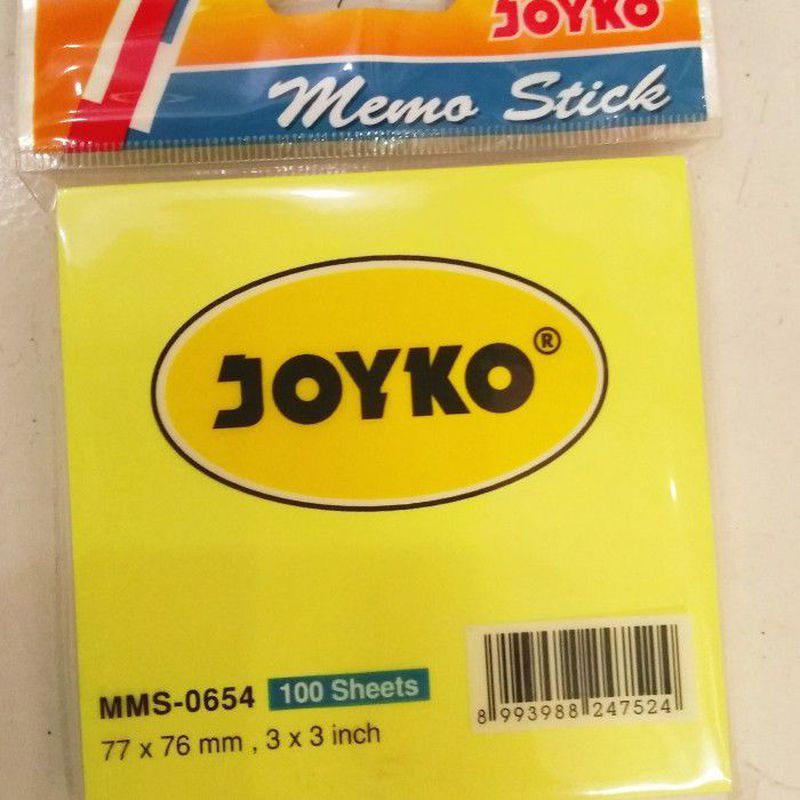 JOYKO
Memo Stick
JOYKO®
MMS-0654 100 Sheets
77 x 76 mm , 3 x 3 inch
8 993988 247524